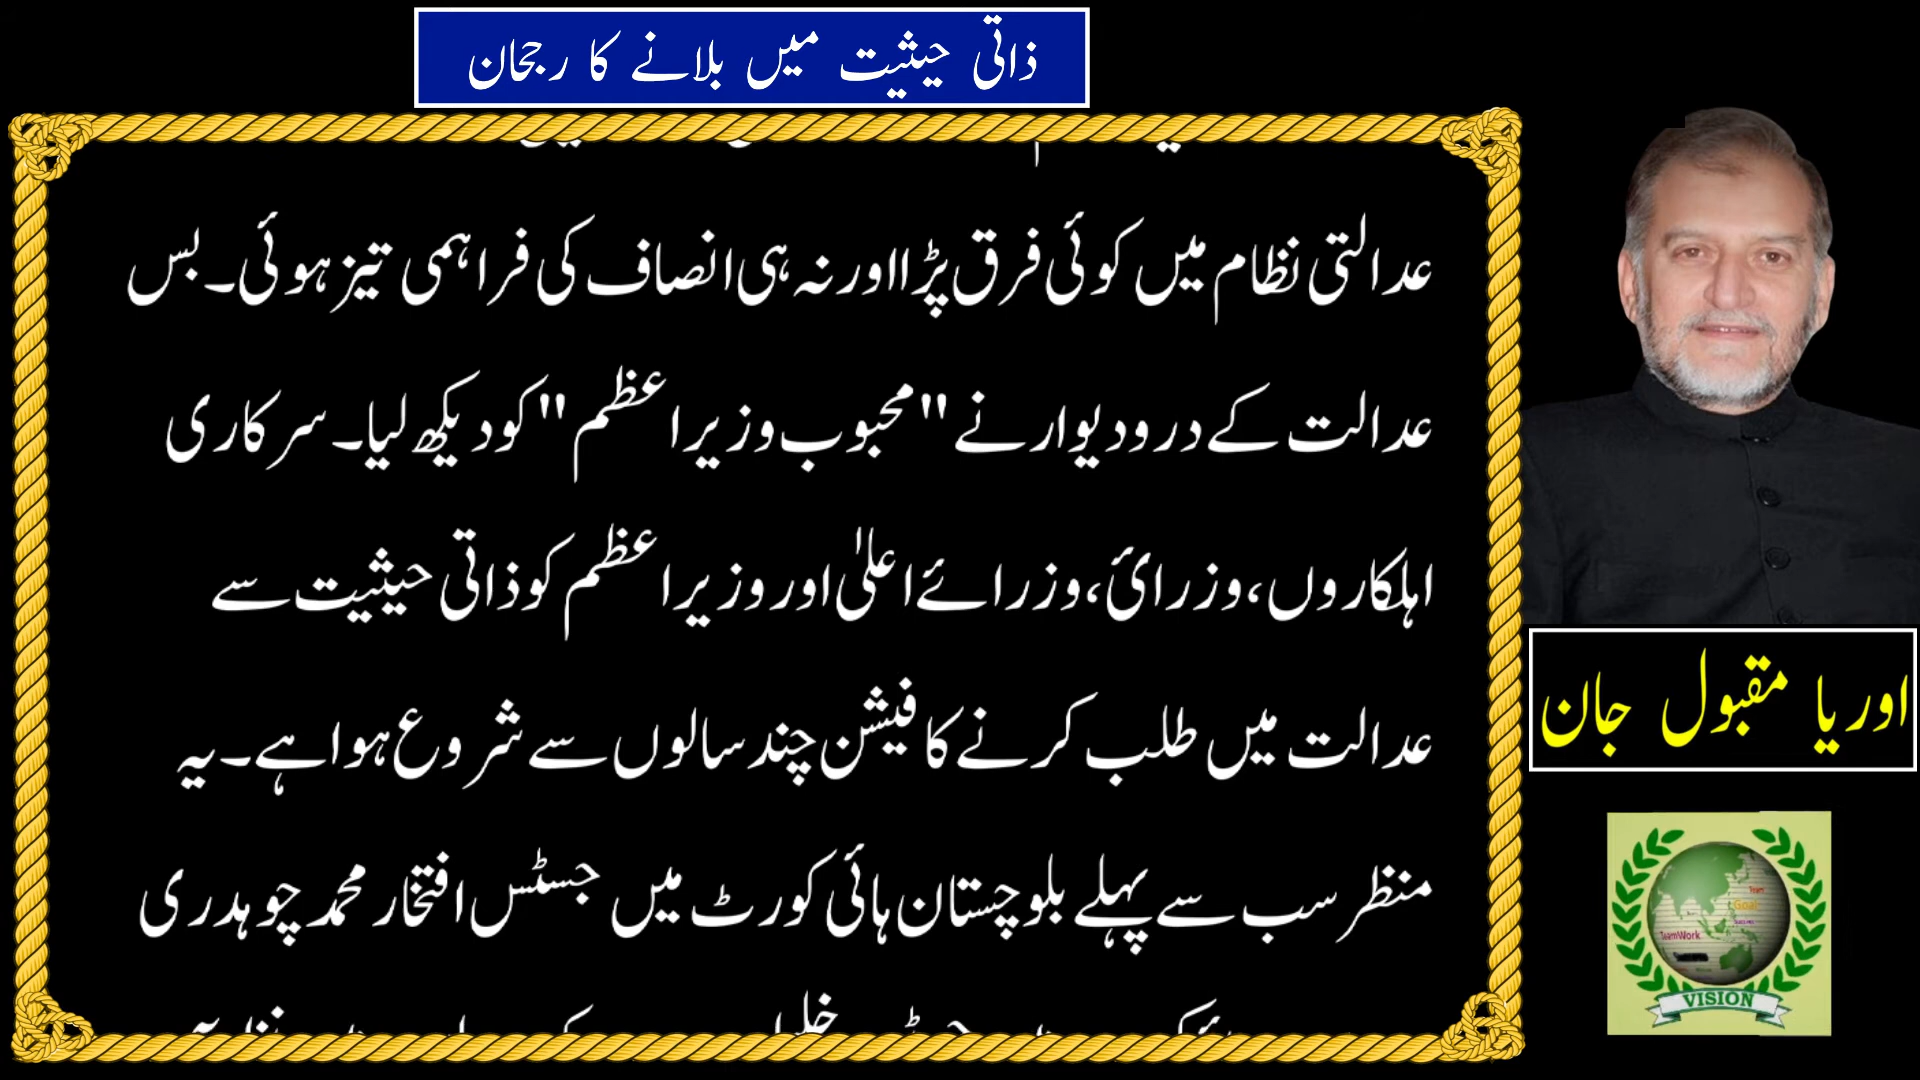 ذاتی حیثیت میں بلانے کا رجحان
عدالتی نظام میں کوئی فرق پڑا اور نہ ہی انصاف کی فراہمی تیز ہوئی۔ بس
عدالت کے در و دیوار نے "محبوب وزیراعظم" کو دیکھ لیا۔ سرکاری
اہلکاروں، وزرائ، وزرائے اعلیٰ اور وزیراعظم کو ذاتی حیثیت سے
عدالت میں طلب کرنے کا فیشن چند سالوں سے شروع ہوا ہے۔ یہ
منظر سب سے پہلے بلوچستان ہائی کورٹ میں جسٹس افتخار محمد چوہدری
اوریا مقبول جان
Team
Goal
TeamWork
VISION